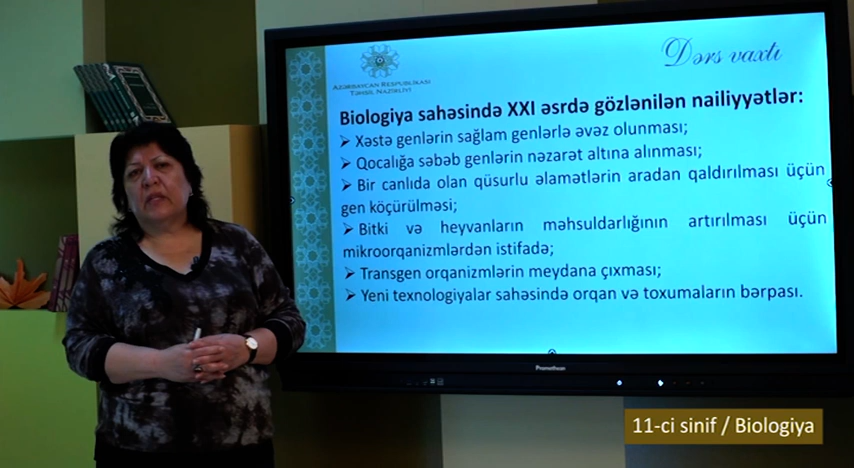 Dərs vaxtı
Azərbaycan Respublikası
Təhsil Nazirliyi
Biologiya sahəsində XXI əsrdə gözlənilən nailiyyətlər:
➢ Xəstə genlərin sağlam genlərlə əvəz olunması;
➢ Qocalığa səbəb genlərin nəzarət altına alınması;
➢ Bir canlıda olan qüsurlu əlamətlərin aradan qaldırılması üçün
gen köçürülməsi;
➢ Bitki və heyvanların məhsuldarlığının artırılması üçün
mikroorqanizmlərdən istifadə;
➢ Transgen orqanizmlərin meydana çıxması;
➢ Yeni texnologiyalar sahəsində orqan və toxumaların bərpası.
Promethean
11-ci sinif / Biologiya